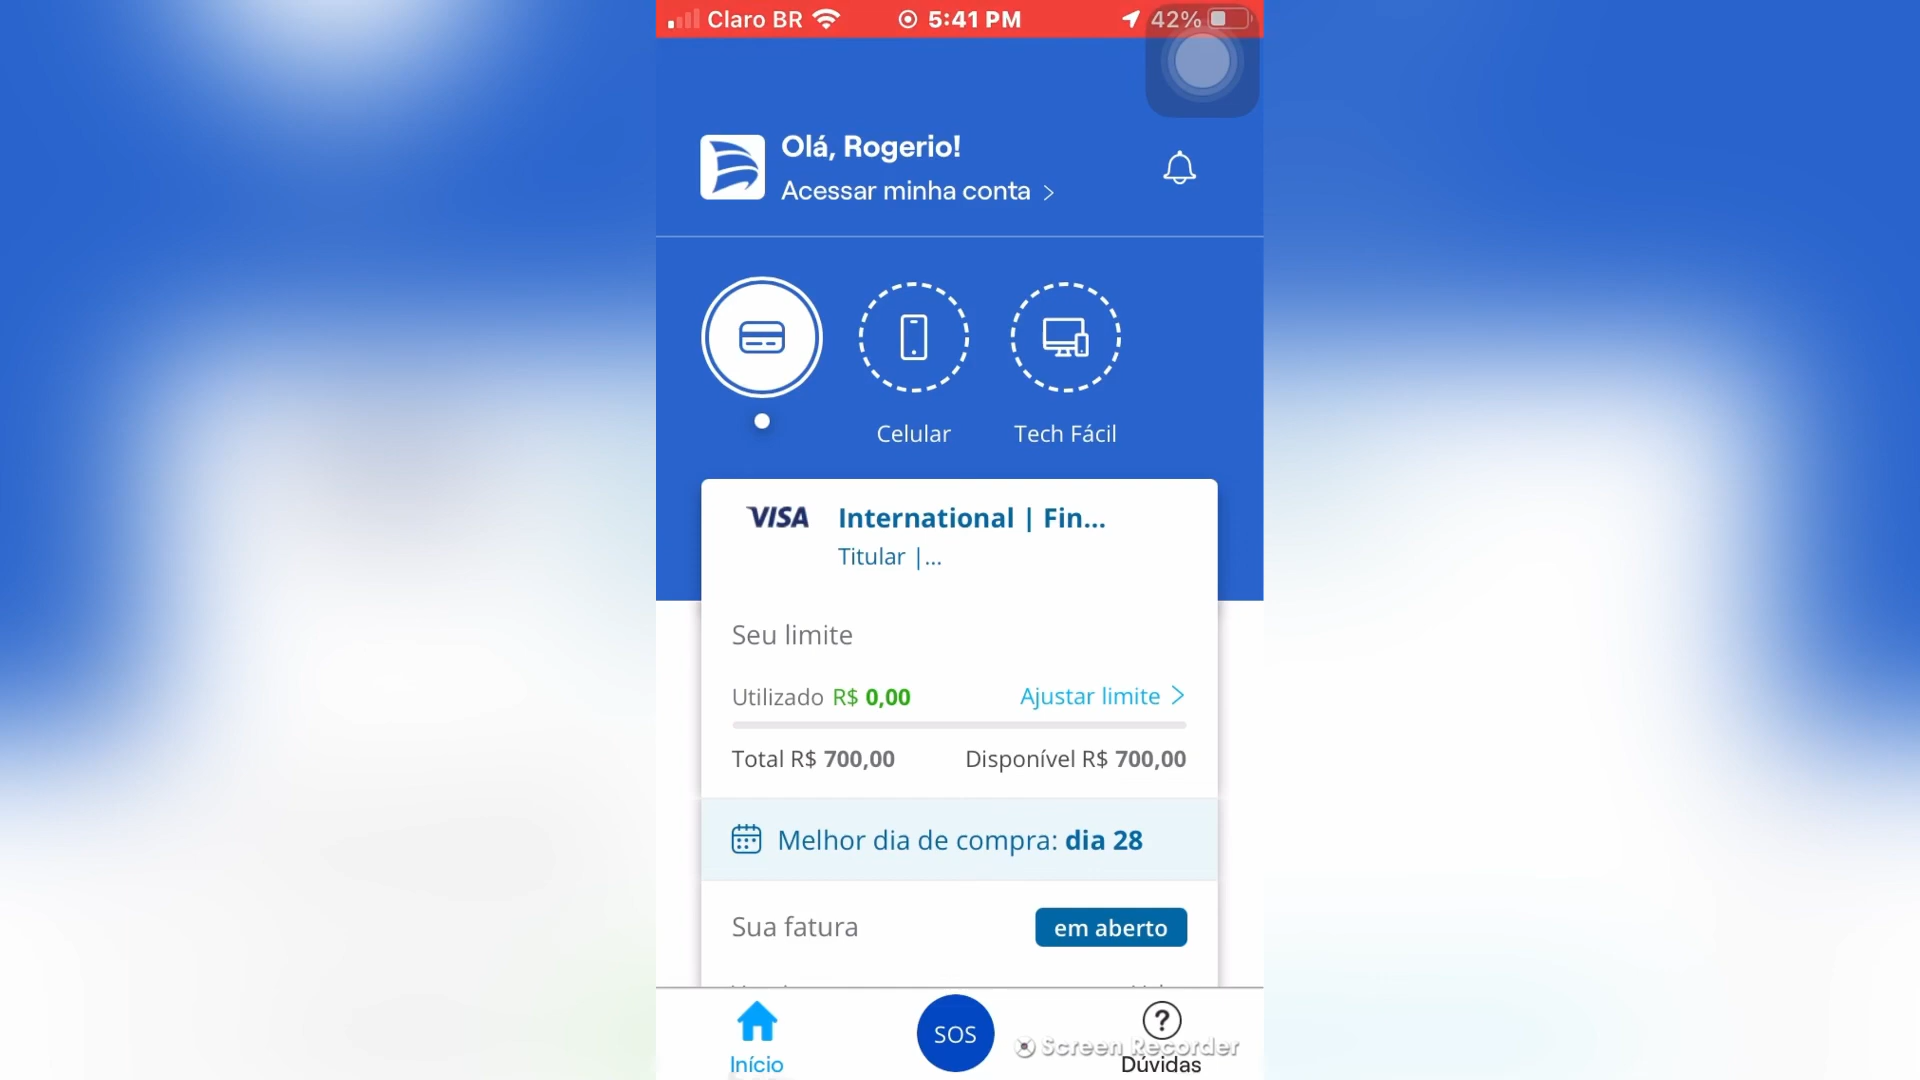 Claro BR
5:41 PM
42%
Olá, Rogerio!
Acessar minha conta >
Celular
Tech Fácil
VISA
International | Fin...
Titular |...
Seu limite
Utilizado R$ 0,00
Ajustar limite >
Total R$ 700,00
Disponível R$ 700,00
Melhor dia de compra: dia 28
Sua fatura
em aberto
Início
SOS
?
Screen Recorder
Dúvidas